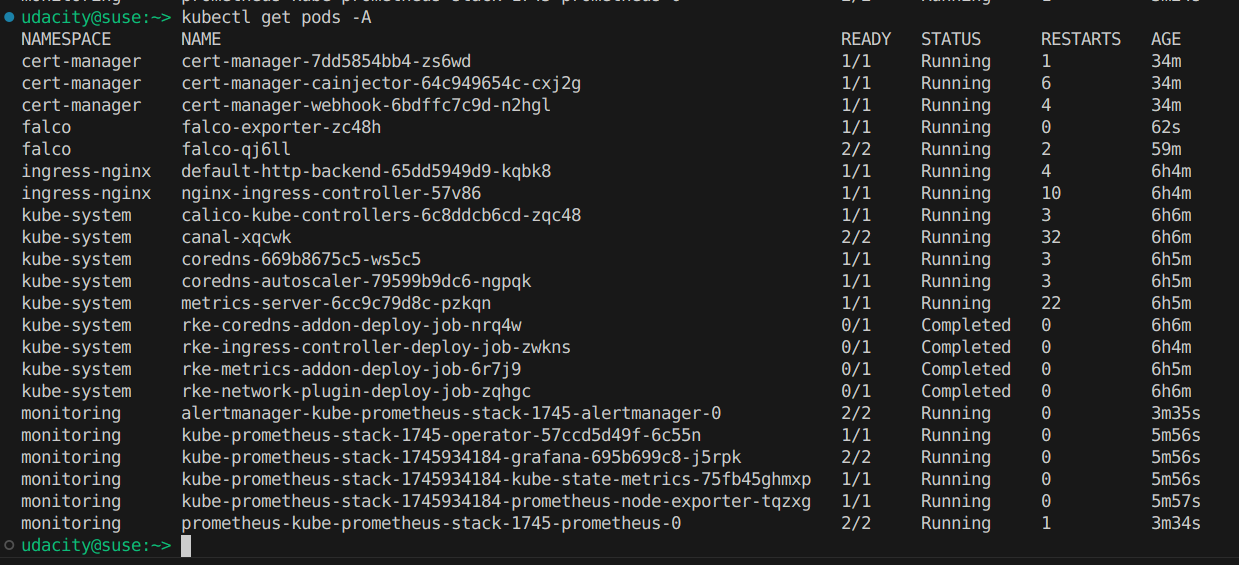 udacity@suse:~> kubectl get pods -A
NAMESPACE NAME READY STATUS RESTARTS AGE
cert-manager cert-manager-7dd5854bb4-zs6wd 1/1 Running 1 34m
cert-manager cert-manager-cainjector-64c949654c-cxj2g 1/1 Running 6 34m
cert-manager cert-manager-webhook-6bdffc7c9d-n2hgl 1/1 Running 4 34m
falco falco-exporter-zc48h 1/1 Running 0 62s
falco falco-qj6ll 2/2 Running 2 59m
ingress-nginx default-http-backend-65dd5949d9-kqbk8 1/1 Running 4 6h4m
ingress-nginx nginx-ingress-controller-57v86 1/1 Running 10 6h4m
kube-system calico-kube-controllers-6c8ddcb6cd-zqc48 1/1 Running 3 6h6m
kube-system canal-xqcwk 2/2 Running 32 6h6m
kube-system coredns-669b8675c5-ws5c5 1/1 Running 3 6h5m
kube-system coredns-autoscaler-79599b9dc6-ngpqk 1/1 Running 3 6h5m
kube-system metrics-server-6cc9c79d8c-pzkqn 1/1 Running 22 6h5m
kube-system rke-coredns-addon-deploy-job-nrq4w 0/1 Completed 0 6h6m
kube-system rke-ingress-controller-deploy-job-zwkns 0/1 Completed 0 6h4m
kube-system rke-metrics-addon-deploy-job-6r7j9 0/1 Completed 0 6h5m
kube-system rke-network-plugin-deploy-job-zqhgc 0/1 Completed 0 6h6m
monitoring alertmanager-kube-prometheus-stack-1745-alertmanager-0 2/2 Running 0 3m35s
monitoring kube-prometheus-stack-1745-operator-57ccd5d49f-6c55n 1/1 Running 0 5m56s
monitoring kube-prometheus-stack-1745934184-grafana-695b699c8-j5rpk 2/2 Running 0 5m56s
monitoring kube-prometheus-stack-1745934184-kube-state-metrics-75fb45ghmxp 1/1 Running 0 5m56s
monitoring kube-prometheus-stack-1745934184-prometheus-node-exporter-tqzxg 1/1 Running 0 5m57s
monitoring prometheus-kube-prometheus-stack-1745-prometheus-0 2/2 Running 1 3m34s
udacity@suse:~>